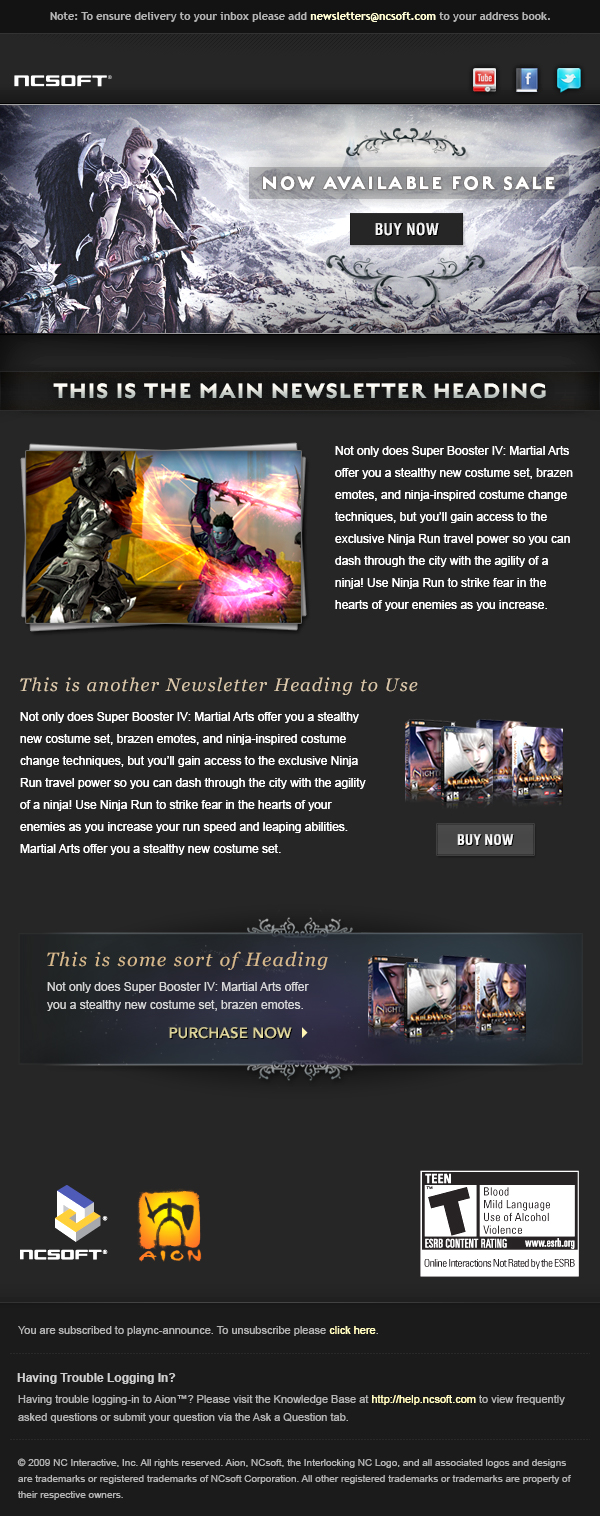 Note: To ensure delivery to your inbox please add newsletters@ncsoft.com to your address book.
NCSOFT®
You Tube
f
NOW AVAILABLE FOR SALE
BUY NOW
THIS IS THE MAIN NEWSLETTER HEADING
Not only does Super Booster IV: Martial Arts
offer you a stealthy new costume set, brazen
emotes, and ninja-inspired costume change
techniques, but you'll gain access to the
exclusive Ninja Run travel power so you can
dash through the city with the agility of a
ninja! Use Ninja Run to strike fear in the
hearts of your enemies as you increase.
This is another Newsletter Heading to Use
Not only does Super Booster IV: Martial Arts offer you a stealthy
new costume set, brazen emotes, and ninja-inspired costume
change techniques, but you'll gain access to the exclusive Ninja
Run travel power so you can dash through the city with the agility
of a ninja! Use Ninja Run to strike fear in the hearts of your
enemies as you increase your run speed and leaping abilities.
Martial Arts offer you a stealthy new costume set.
NIGHT
GUILDWARS
FACTIONS
BUY NOW
This is some sort of Heading
Not only does Super Booster IV: Martial Arts offer
you a stealthy new costume set, brazen emotes.
PURCHASE NOW
NIGHT
GUILDWARS
FACTIONS
NCSOFT®
AION
TEEN
T
Blood
Mild Language
Use of Alcohol
Violence
ESRB CONTENT RATING www.esrb.org
Online Interactions Not Rated by the ESRB
You are subscribed to plaync-announce. To unsubscribe please click here.
Having Trouble Logging In?
Having trouble logging-in to Aion™? Please visit the Knowledge Base at http://help.ncsoft.com to view frequently
asked questions or submit your question via the Ask a Question tab.
© 2009 NC Interactive, Inc. All rights reserved. Aion, NCsoft, the Interlocking NC Logo, and all associated logos and designs
are trademarks or registered trademarks of NCsoft Corporation. All other registered trademarks or trademarks are property of
their respective owners.